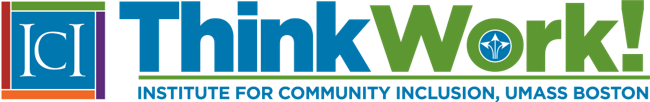 ICI
ThinkWork!
INSTITUTE FOR COMMUNITY INCLUSION, UMASS BOSTON